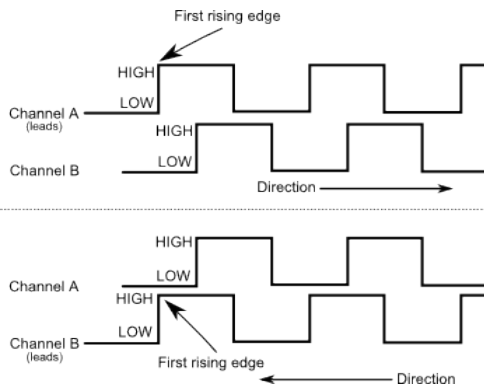 First rising edge
HIGH
LOW
Channel A
(leads)
HIGH
LOW
Channel B
Direction
HIGH
LOW
Channel A
HIGH
LOW
Channel B
(leads)
First rising edge
Direction